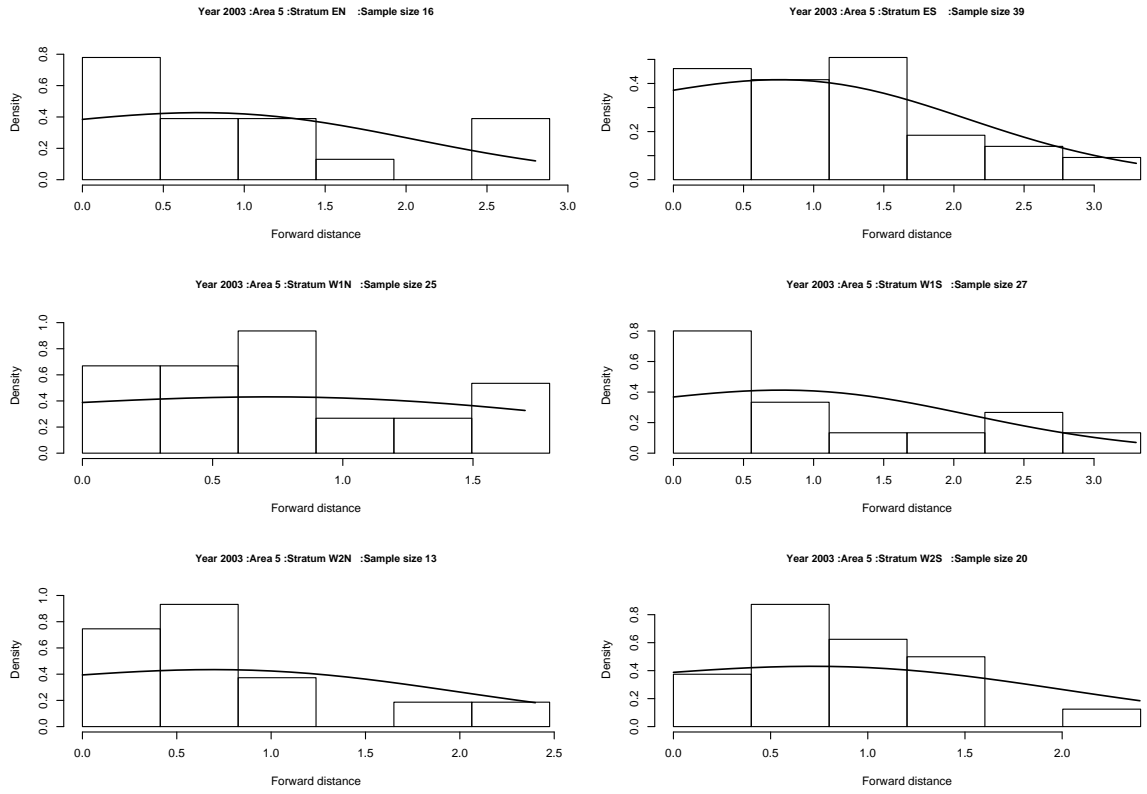 Year 2003 :Area 5 :Stratum EN :Sample size 16
Density
0.0 0.2 0.4 0.6 0.8
0.0 0.5 1.0 1.5 2.0 2.5 3.0
Forward distance
Year 2003 :Area 5 :Stratum ES :Sample size 39
Density
0.0 0.2 0.4
0.0 0.5 1.0 1.5 2.0 2.5 3.0
Forward distance
Year 2003 :Area 5 :Stratum W1N :Sample size 25
Density
0.0 0.2 0.4 0.6 0.8 1.0
0.0 0.5 1.0 1.5
Forward distance
Year 2003 :Area 5 :Stratum W1S :Sample size 27
Density
0.0 0.2 0.4 0.6 0.8
0.0 0.5 1.0 1.5 2.0 2.5 3.0
Forward distance
Year 2003 :Area 5 :Stratum W2N :Sample size 13
Density
0.0 0.2 0.4 0.6 0.8 1.0
0.0 0.5 1.0 1.5 2.0 2.5
Forward distance
Year 2003 :Area 5 :Stratum W2S :Sample size 20
Density
0.0 0.2 0.4 0.6 0.8
0.0 0.5 1.0 1.5 2.0
Forward distance